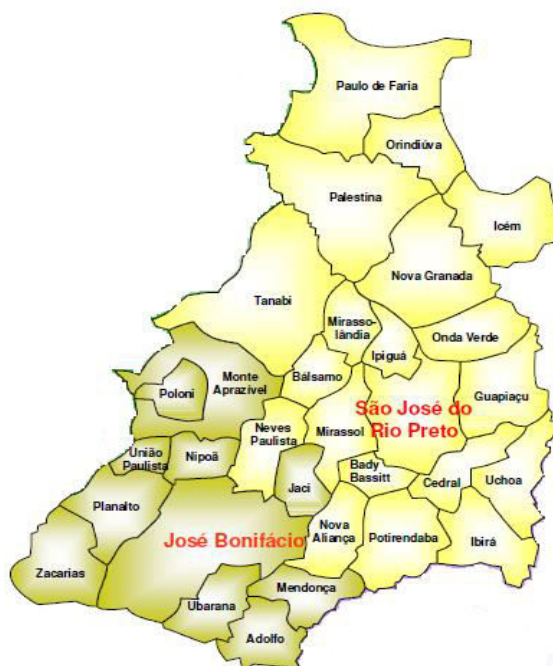 Paulo de Faria
Orindiúva
Palestina
Icém
Nova Granada
Tanabi
Mirasso-
lândia
Onda Verde
Ipiguá
Monte
Aprazível
Bálsamo
Poloni
Guapiaçu
São José do
Rio Preto
Neves
Paulista
Mirassol
União
Paulista
Nipoã
Bady
Bassitt
Jaci
Cedral
Uchoa
Planalto
José Bonifácio
Nova
Aliança
Potirendaba
Ibirá
Zacarias
Mendonça
Ubarana
Adolfo